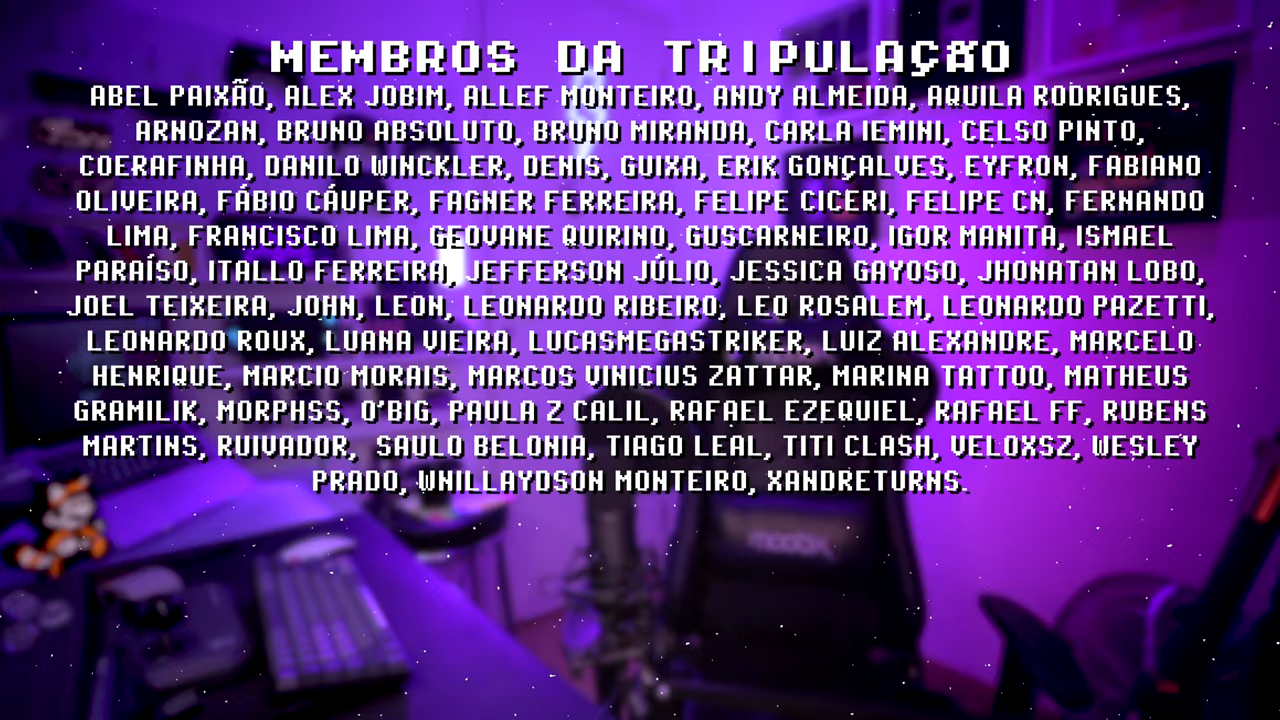 MEMBROS DA TRIPULAÇÃO
ABEL PAIXÃO, ALEX JOBIM, ALLEF MONTEIRO, ANDY ALMEIDA, AQUILA RODRIGUES,
ARNOZAN, BRUNO ABSOLUTO, BRUNO MIRANDA, CARLA IEMINI, CELSO PINTO,
COERAFINHA, DANILO WINCKLER, DENIS, GUIXA, ERIK GONÇALVES, EYFRON, FABIANO
OLIVEIRA, FÁBIO CÁUPER, FAGNER FERREIRA, FELIPE CICERI, FELIPE CN, FERNANDO
LIMA, FRANCISCO LIMA, GEOVANE QUIRINO, GUSCARNEIRO, IGOR MANITA, ISMAEL
PARAÍSO, ITALLO FERREIRA, JEFFERSON JÚLIO, JESSICA GAYOSO, JHONATAN LOBO,
JOEL TEIXEIRA, JOHN, LEON, LEONARDO RIBEIRO, LEO ROSALEM, LEONARDO PAZETTI,
LEONARDO ROUX, LUANA VIEIRA, LUCASMEGASTRIKER, LUIZ ALEXANDRE, MARCELO
HENRIQUE, MARCIO MORAIS, MARCOS VINICIUS ZATTAR, MARINA TATTOO, MATHEUS
GRAMILIK, MORPHSS, O'BIG, PAULA Z CALIL, RAFAEL EZEQUIEL, RAFAEL FF, RUBENS
MARTINS, RUIVADOR, SAULO BELONIA, TIAGO LEAL, TITI CLASH, VELOXSZ, WESLEY
PRADO, WNILLAYDSON MONTEIRO, XANDRETURNS.